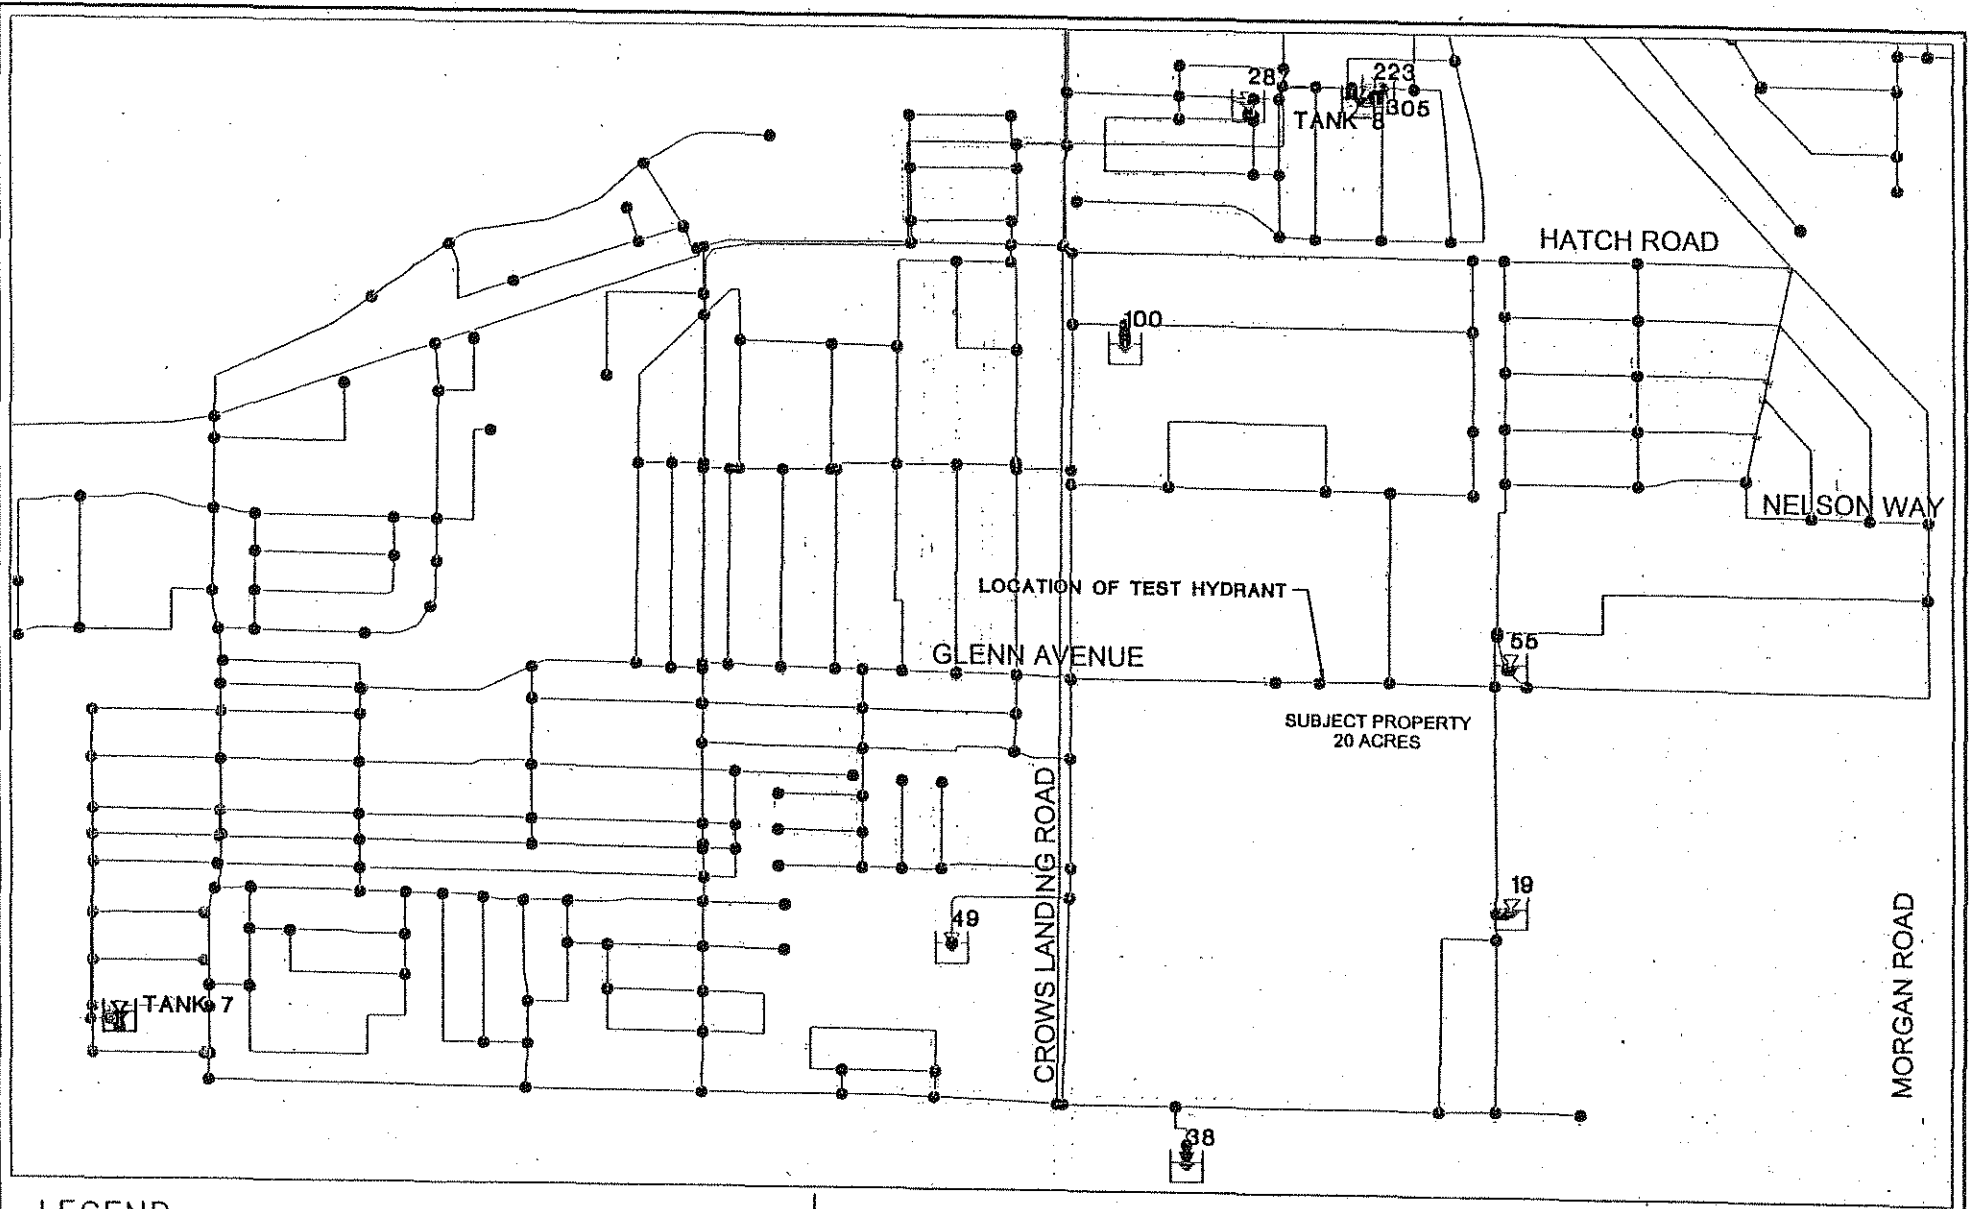 287
223
305
TANK 8
HATCH ROAD
100
NELSON WAY
LOCATION OF TEST HYDRANT
GLENN AVENUE
55
SUBJECT PROPERTY
20 ACRES
CROWS LANDING ROAD
19
49
MORGAN ROAD
TANK 7
38
LEGEND